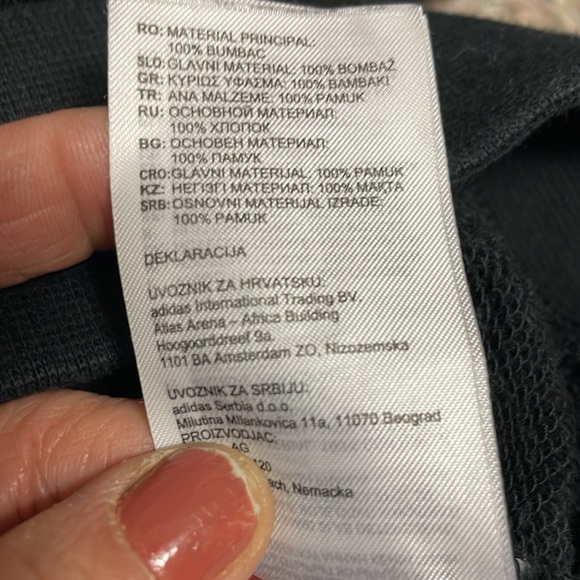 RO: MATERIAL PRINCIPAL:
100% BUMBAC
SLO: GLAVNI MATERIAL: 100% BOMBAŽ
GR: ΚΥΡΙΩΣ ΥΦΑΣΜΑ: 100% ΒΑΜΒΑΚΙ
TR: ANA MALZEME: 100% PAMUK
RU: ОСНОВНОЙ МАТЕРИАЛ:
100% ХЛОПОК
BG: ОСНОВЕН МАТЕРИАЛ:
100% ПАМУК
CRO: GLAVNI MATERIJAL: 100% PAMUK
KZ: НЕГІЗГІ МАТЕРИАЛ: 100% МАҚТА
SRB: OSNOVNI MATERIJAL IZRADE:
100% PAMUK
DEKLARACIJA
UVOZNIK ZA HRVATSKU:
adidas International Trading BV.
Atlas Arena – Africa Building
Hoogoorddreef 9a
1101 BA Amsterdam ZO, Nizozemska
UVOZNIK ZA SRBIJU:
adidas Serbia d.o.o.
Milutina Milankovica 11a, 11070 Beograd
PROIZVODJAC:
AG
120
ach, Nemacka